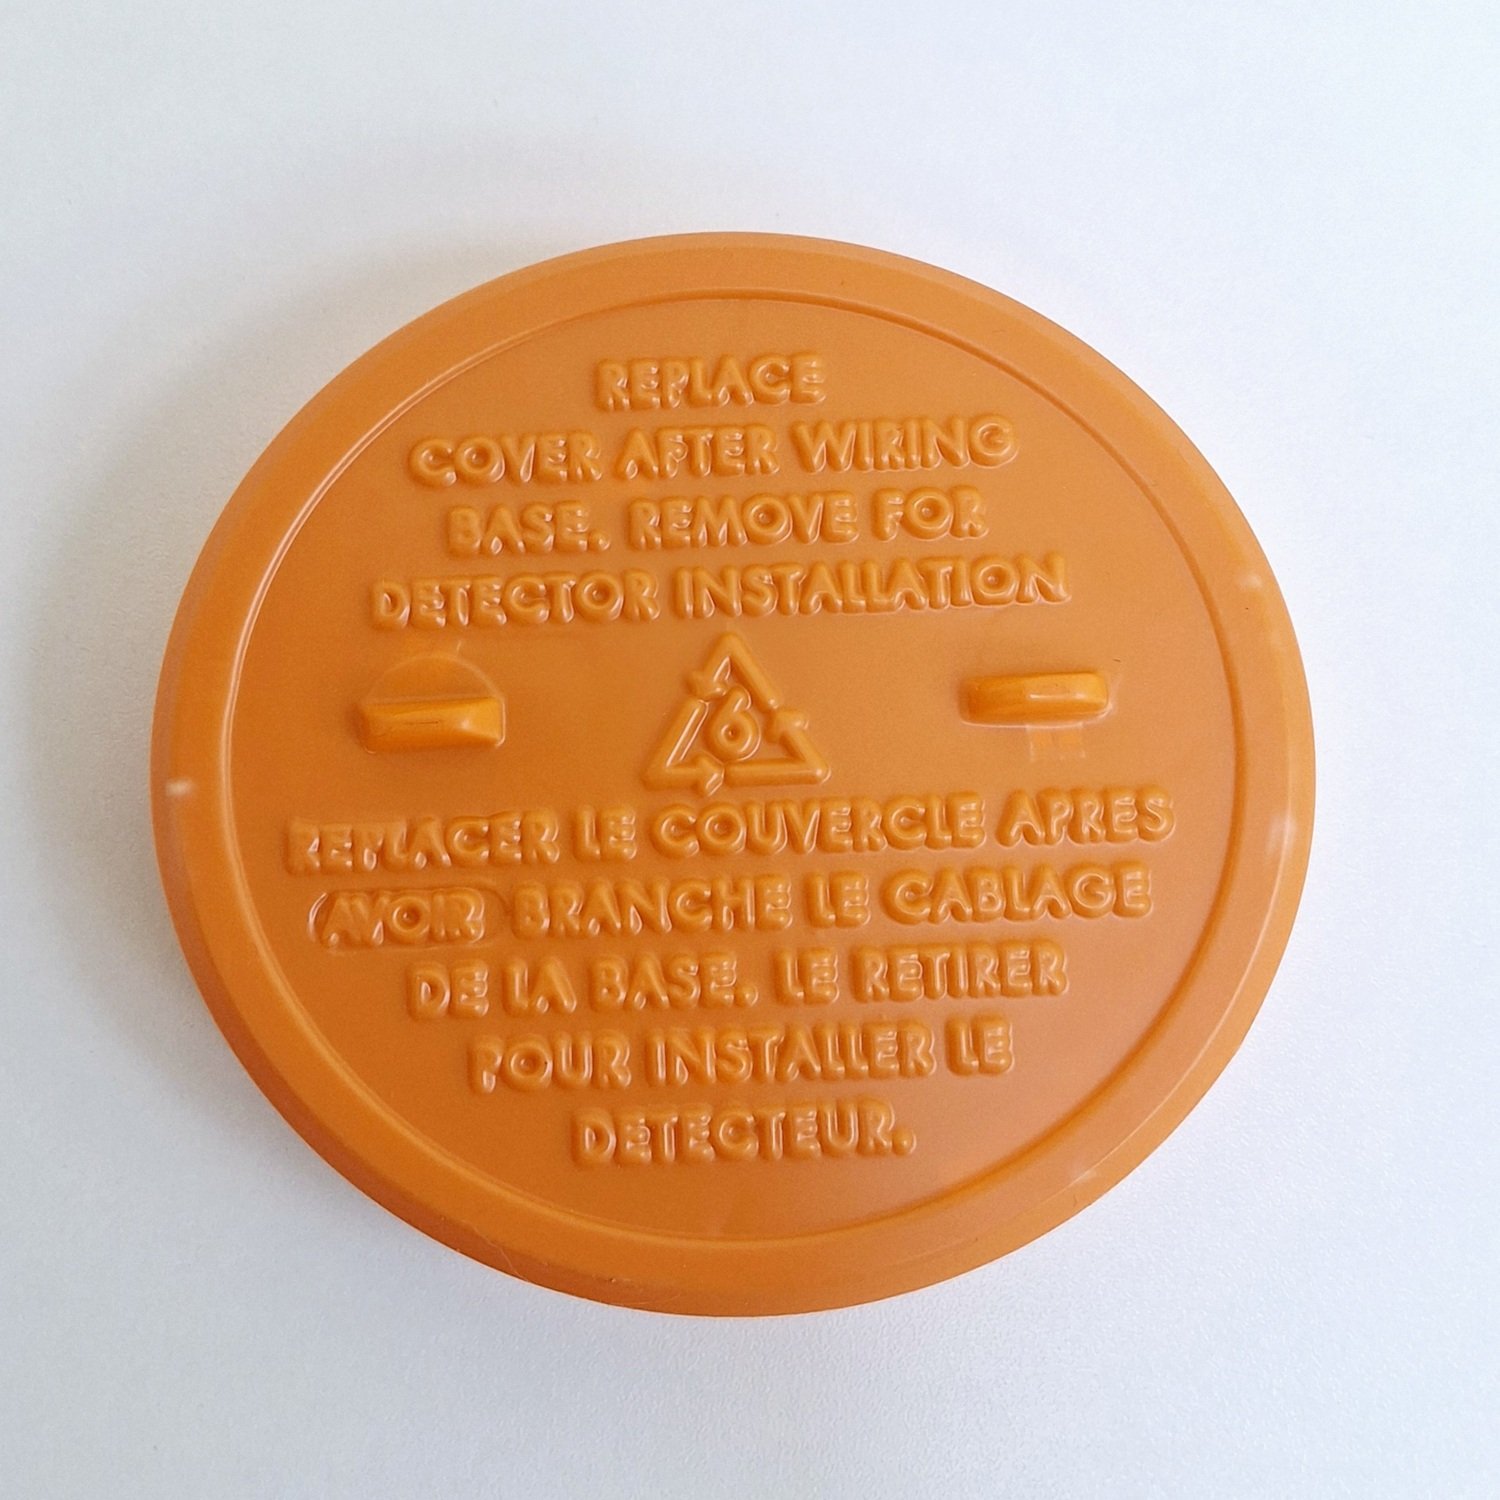 REPLACE
COVER AFTER WIRING
BASE. REMOVE FOR
DETECTOR INSTALLATION
6
REPLACER LE COUVERCLE APRES
AVOIR BRANCHE LE CABLAGE
DE LA BASE. LE RETIRER
POUR INSTALLER LE
DETECTEUR.